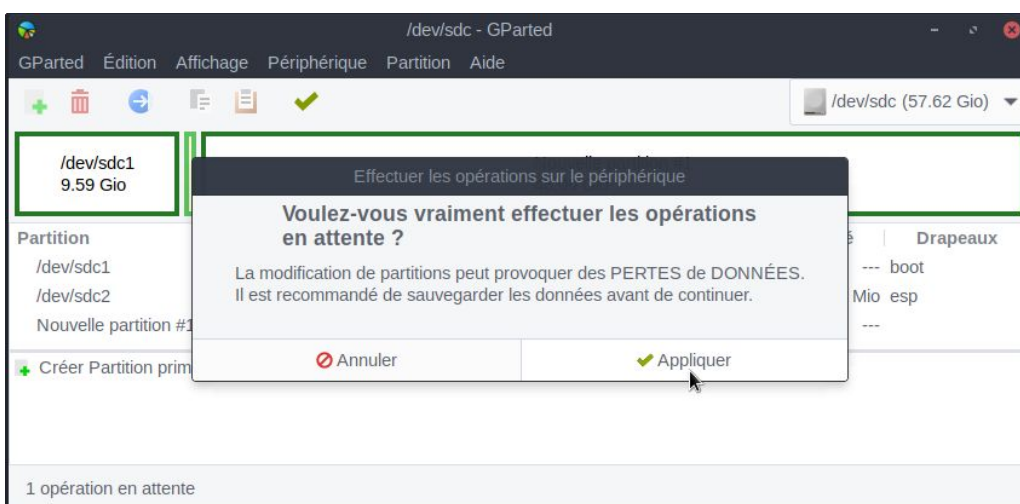 /dev/sdc - GParted
GParted Édition Affichage Périphérique Partition Aide
/dev/sdc (57.62 Gio)
/dev/sdc1
9.59 Gio
Effectuer les opérations sur le périphérique
Voulez-vous vraiment effectuer les opérations
en attente ?
La modification de partitions peut provoquer des PERTES de DONNÉES.
Il est recommandé de sauvegarder les données avant de continuer.
Annuler Appliquer
Partition é Drapeaux
/dev/sdc1 --- boot
/dev/sdc2 Mio esp
Nouvelle partition #1 ---
Créer Partition prim
1 opération en attente